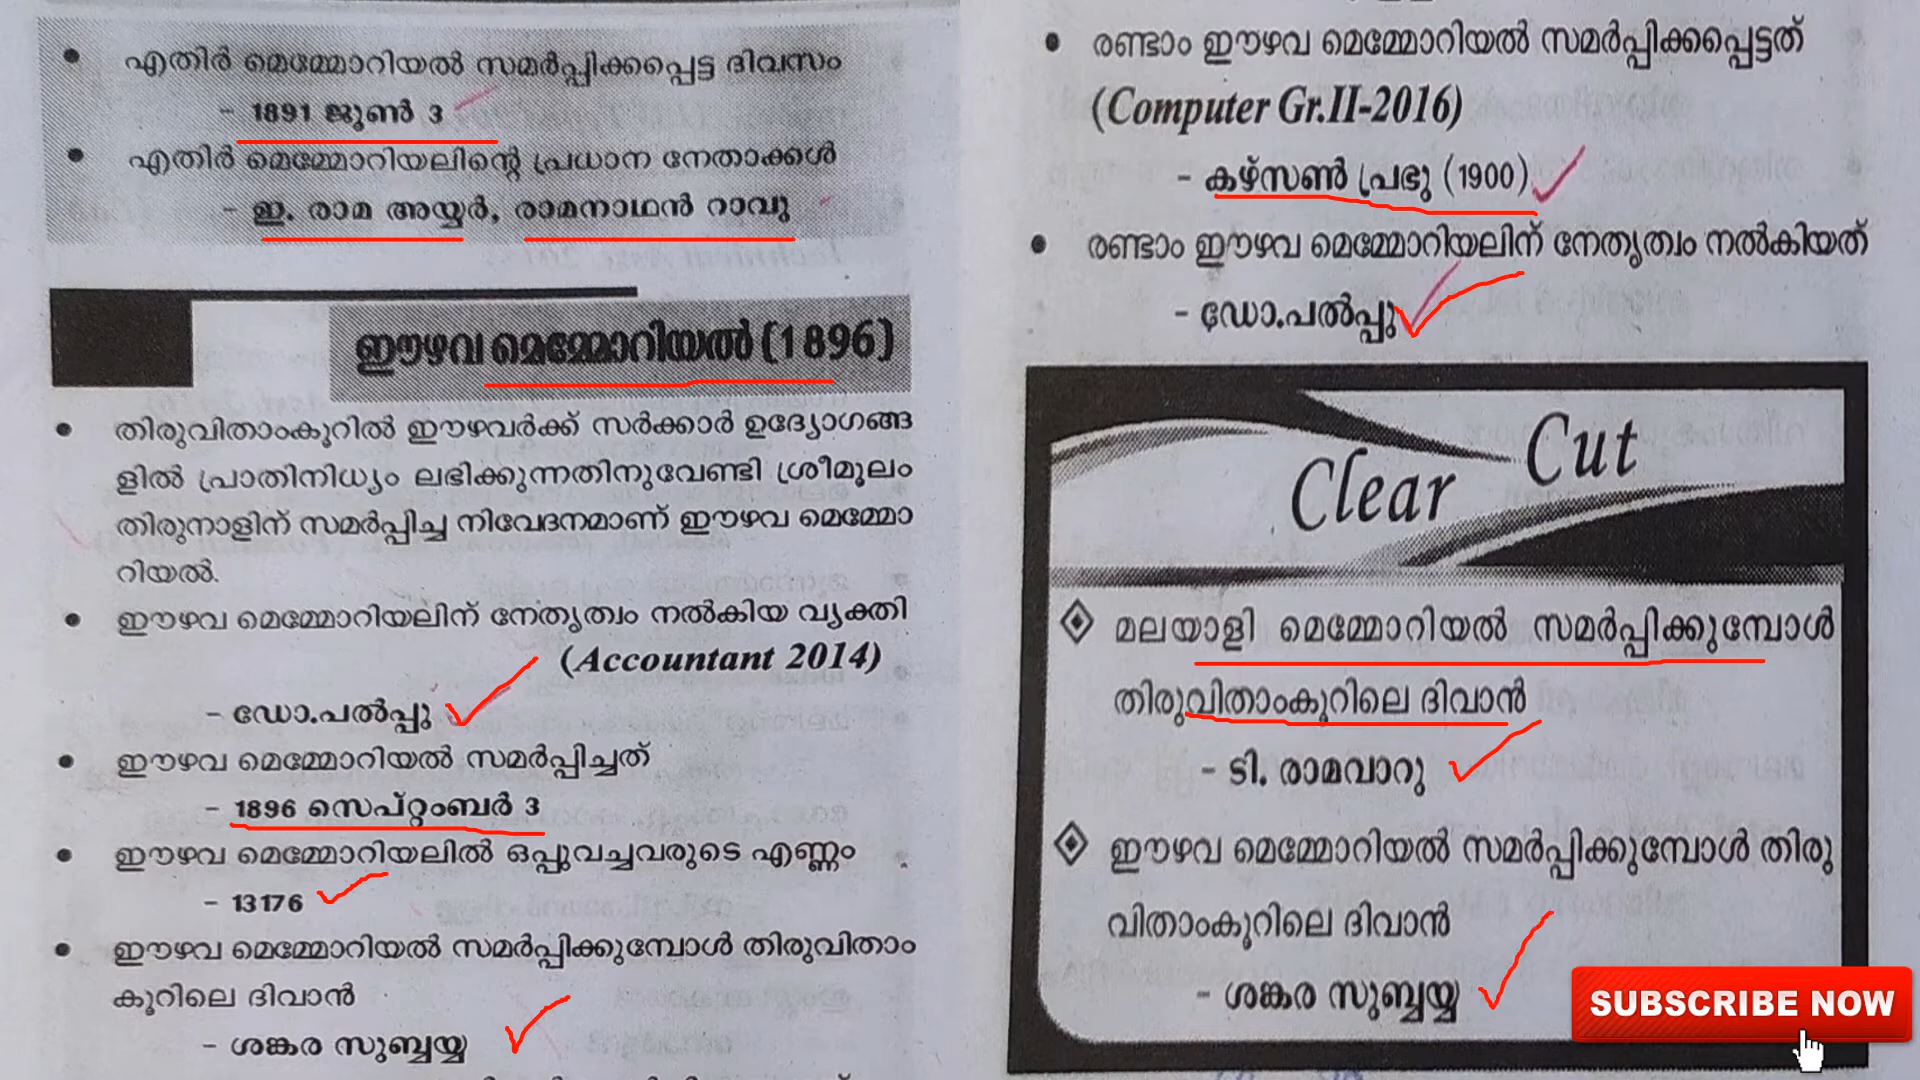 എതിർ മെമ്മോറിയൽ സമർപ്പിക്കപ്പെട്ട ദിവസം
- 1891 ജൂൺ 3
എതിർ മെമ്മോറിയലിന്റെ പ്രധാന നേതാക്കൾ
- ഇ. രാമ അയ്യർ, രാമനാഥൻ റാവു
ഈഴവ മെമ്മോറിയൽ (1896)
തിരുവിതാംകൂറിൽ ഈഴവർക്ക് സർക്കാർ ഉദ്യോഗങ്ങ
ളിൽ പ്രാതിനിധ്യം ലഭിക്കുന്നതിനുവേണ്ടി ശ്രീമൂലം
തിരുനാളിന് സമർപ്പിച്ച നിവേദനമാണ് ഈഴവ മെമ്മോ
റിയൽ.
ഈഴവ മെമ്മോറിയലിന് നേതൃത്വം നൽകിയ വ്യക്തി
(Accountant 2014)
- ഡോ.പൽപ്പു
ഈഴവ മെമ്മോറിയൽ സമർപ്പിച്ചത്
- 1896 സെപ്റ്റംബർ 3
ഈഴവ മെമ്മോറിയലിൽ ഒപ്പുവച്ചവരുടെ എണ്ണം
- 13176
ഈഴവ മെമ്മോറിയൽ സമർപ്പിക്കുമ്പോൾ തിരുവിതാം
കൂറിലെ ദിവാൻ
- ശങ്കര സുബ്ബയ്യ
രണ്ടാം ഈഴവ മെമ്മോറിയൽ സമർപ്പിക്കപ്പെട്ടത്
(Computer Gr.II-2016)
- കഴ്സൺ പ്രഭു (1900)
രണ്ടാം ഈഴവ മെമ്മോറിയലിന് നേതൃത്വം നൽകിയത്
- ഡോ.പൽപ്പു
Clear Cut
മലയാളി മെമ്മോറിയൽ സമർപ്പിക്കുമ്പോൾ
തിരുവിതാംകൂറിലെ ദിവാൻ
- ടി. രാമവാറു
ഈഴവ മെമ്മോറിയൽ സമർപ്പിക്കുമ്പോൾ തിരു
വിതാംകൂറിലെ ദിവാൻ
- ശങ്കര സുബ്ബയ്യ
SUBSCRIBE NOW